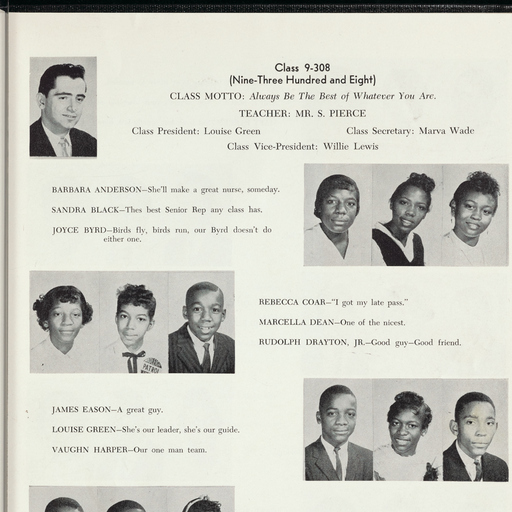 Class 9-308
(Nine-Three Hundred and Eight)
CLASS MOTTO: Always Be The Best of Whatever You Are.
TEACHER: MR. S. PIERCE
Class President: Louise Green Class Secretary: Marva Wade
Class Vice-President: Willie Lewis
BARBARA ANDERSON—She'll make a great nurse, someday.
SANDRA BLACK—Thes best Senior Rep any class has.
JOYCE BYRD—Birds fly, birds run, our Byrd doesn't do
either one.
REBECCA COAR—"I got my late pass."
MARCELLA DEAN—One of the nicest.
RUDOLPH DRAYTON, JR.—Good guy—Good friend.
JAMES EASON—A great guy.
LOUISE GREEN—She's our leader, she's our guide.
VAUGHN HARPER—Our one man team.